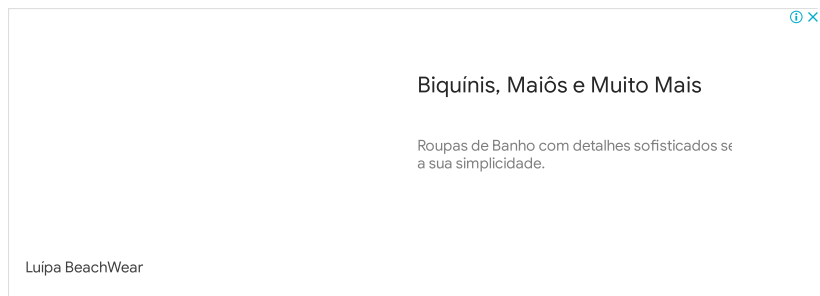 Biquínis, Maiôs e Muito Mais
Roupas de Banho com detalhes sofisticados
a sua simplicidade.
Luípa BeachWear